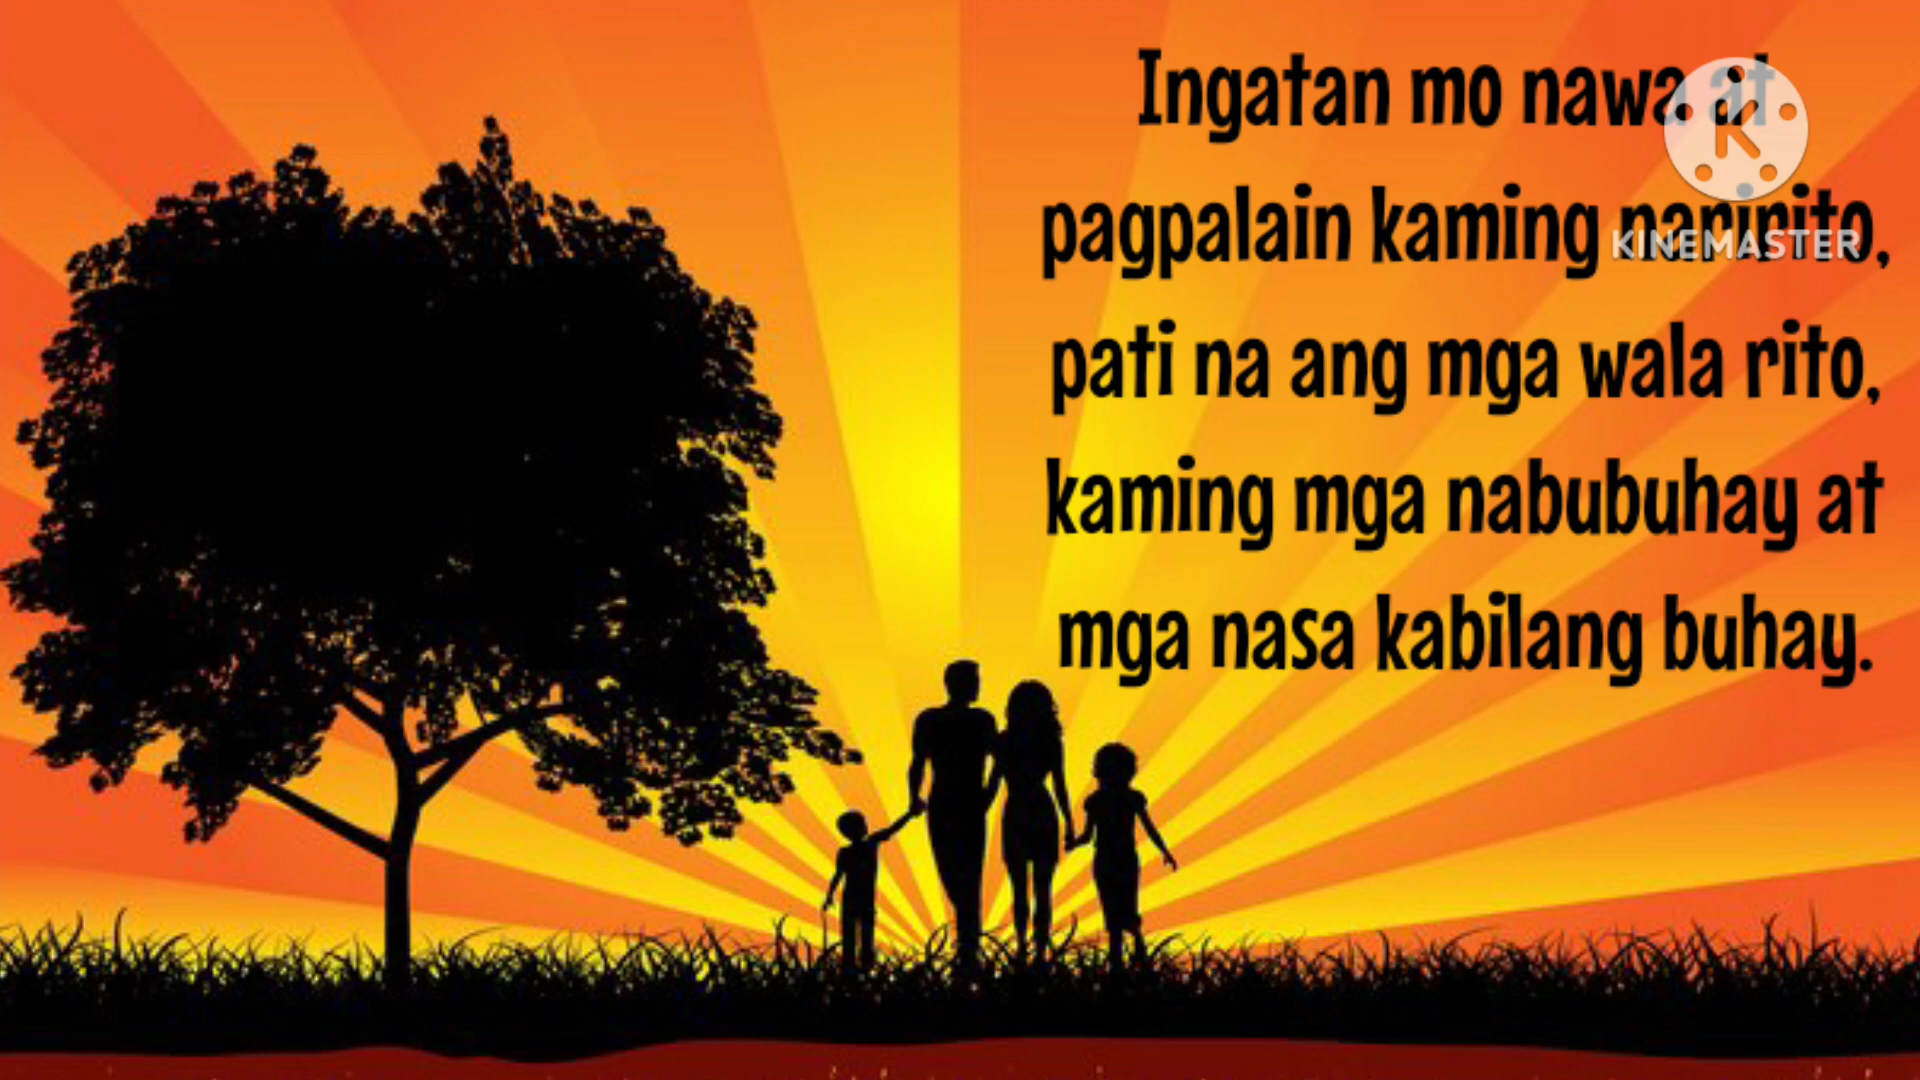 Ingatan mo nawa at
pagpalain kaming naririto,
KINEMASTER
pati na ang mga wala rito,
kaming mga nabubuhay at
mga nasa kabilang buhay.